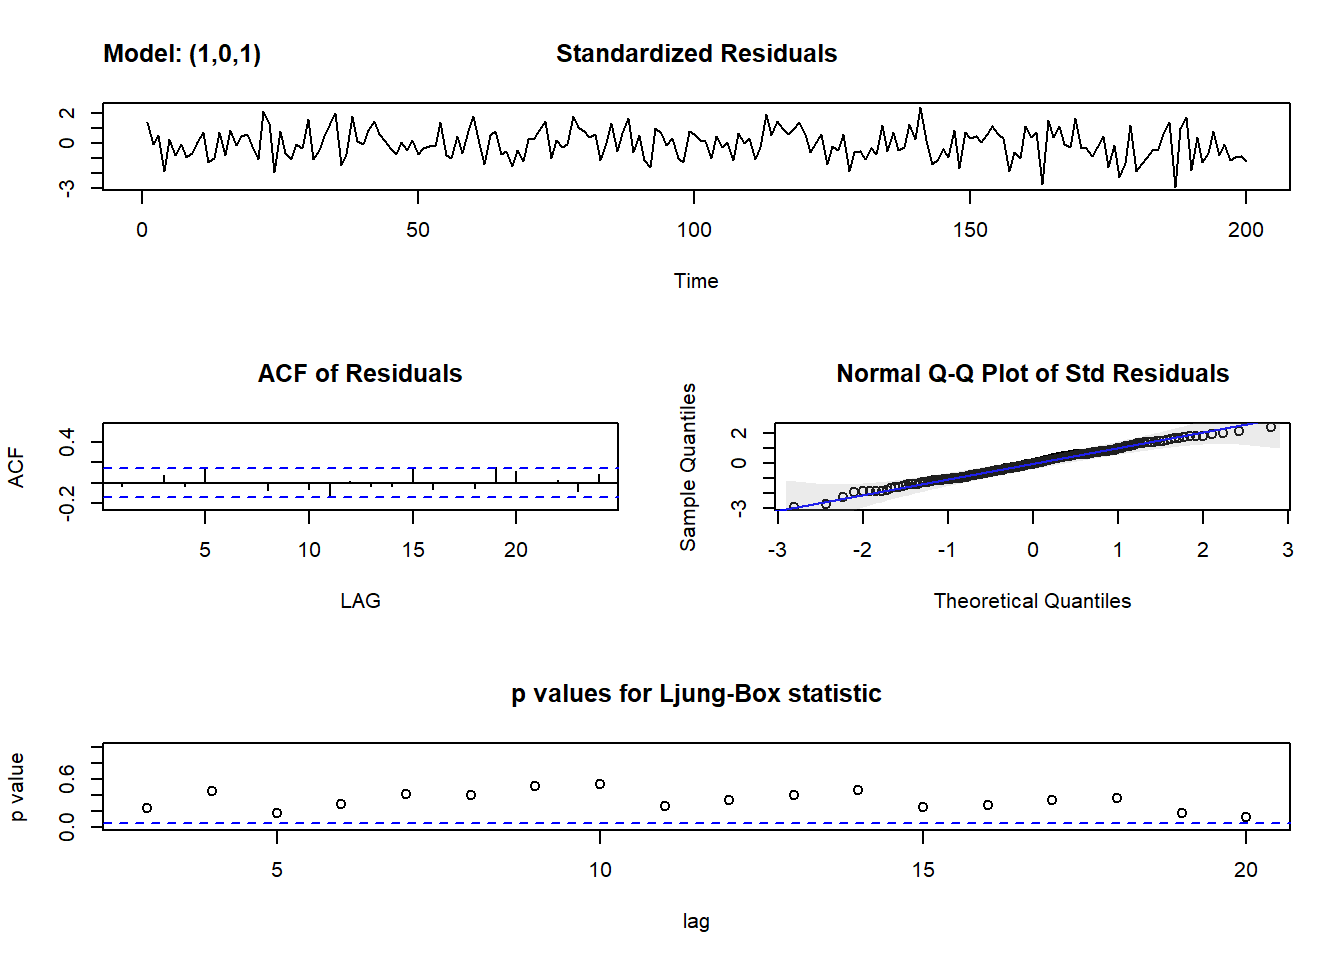 Model: (1,0,1)
Standardized Residuals
2
0
-3
0
50
100
150
200
Time
ACF of Residuals
ACF
0.4
-0.2
5
10
15
20
LAG
Normal Q-Q Plot of Std Residuals
Sample Quantiles
2
0
-3
-3
-2
-1
0
1
2
3
Theoretical Quantiles
p values for Ljung-Box statistic
p value
0.6
0.0
5
10
15
20
lag